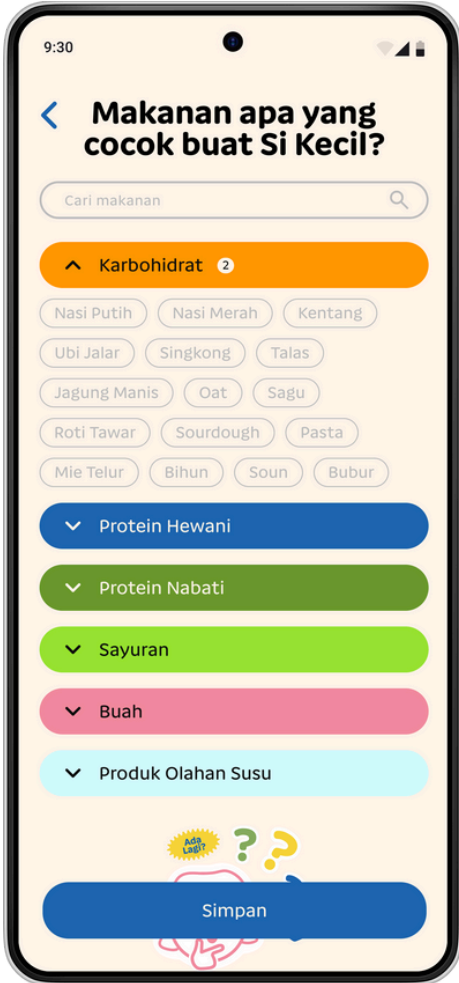 9:30
Makanan apa yang
cocok buat Si Kecil?
Cari makanan
Karbohidrat 2
Nasi Putih Nasi Merah Kentang
Ubi Jalar Singkong Talas
Jagung Manis Oat Sagu
Roti Tawar Sourdough Pasta
Mie Telur Bihun Soun Bubur
Protein Hewani
Protein Nabati
Sayuran
Buah
Produk Olahan Susu
Ada
Lagi?
? ?
Simpan